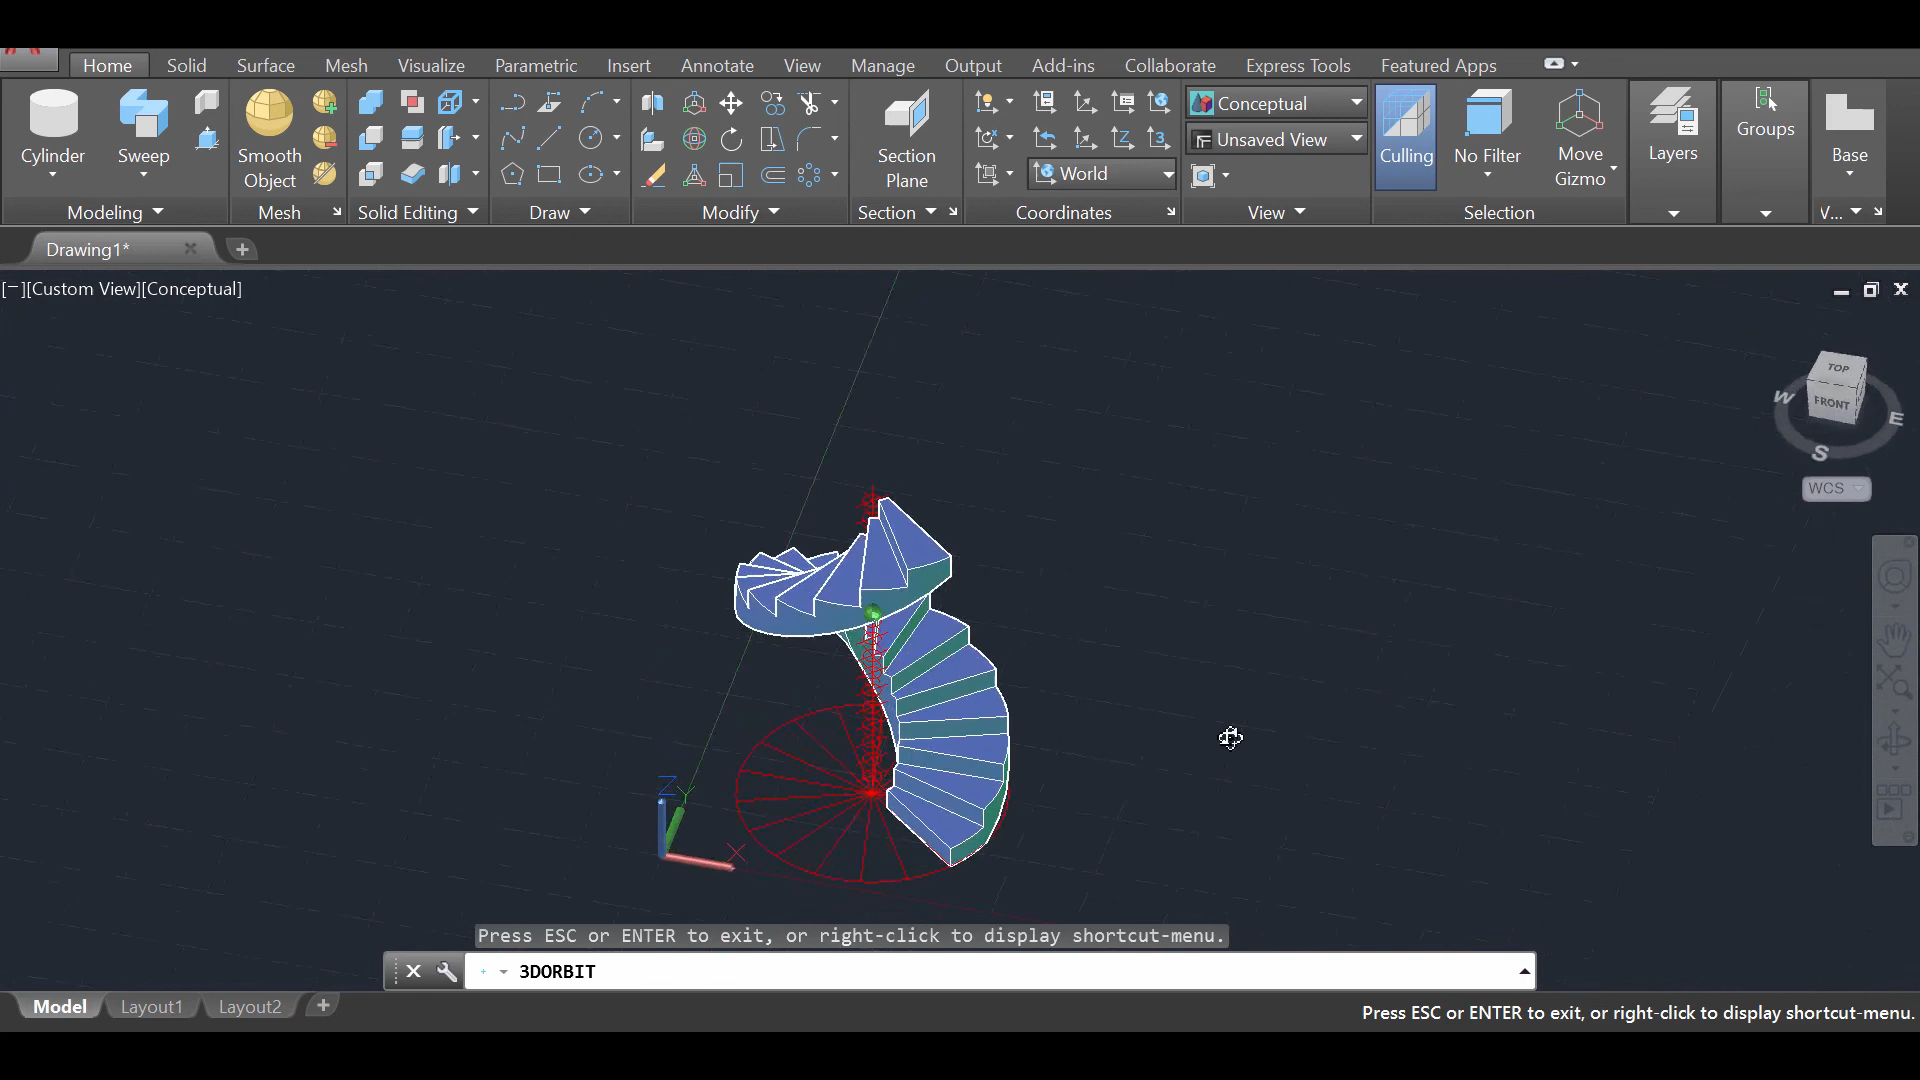 Home Solid Surface Mesh Visualize Parametric Insert Annotate View Manage Output Add-ins Collaborate Express Tools Featured Apps
Cylinder
Sweep
Smooth
Object
Section
Plane
World
Conceptual
Unsaved View
Culling
No Filter
Move
Gizmo
Layers
Groups
Base
Modeling Mesh Solid Editing Draw Modify Section Coordinates View Selection V...
Drawing1*
[−][Custom View][Conceptual]
TOP
FRONT
W
E
S
WCS
Z
Y
X
Press ESC or ENTER to exit, or right-click to display shortcut-menu.
3DORBIT
Model Layout1 Layout2
Press ESC or ENTER to exit, or right-click to display shortcut-menu.